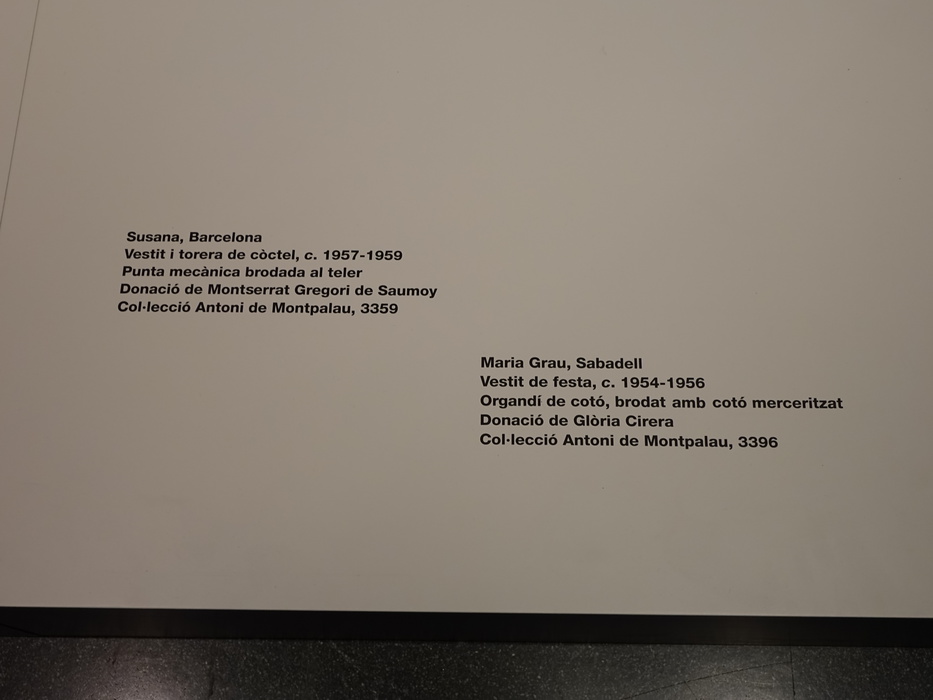 Susana, Barcelona
Vestit i torera de còctel, c. 1957-1959
Punta mecànica brodada al teler
Donació de Montserrat Gregori de Saumoy
Col·lecció Antoni de Montpalau, 3359
Maria Grau, Sabadell
Vestit de festa, c. 1954-1956
Organdí de cotó, brodat amb cotó merceritzat
Donació de Glòria Cirera
Col·lecció Antoni de Montpalau, 3396